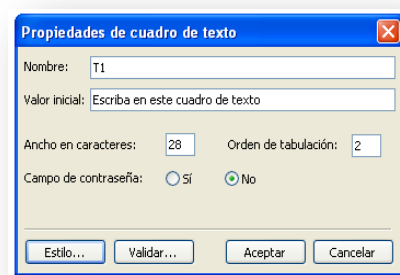 Propiedades de cuadro de texto
Nombre: T1
Valor inicial: Escriba en este cuadro de texto
Ancho en caracteres: 28 Orden de tabulación: 2
Campo de contraseña: Sí No
Estilo... Validar... Aceptar Cancelar